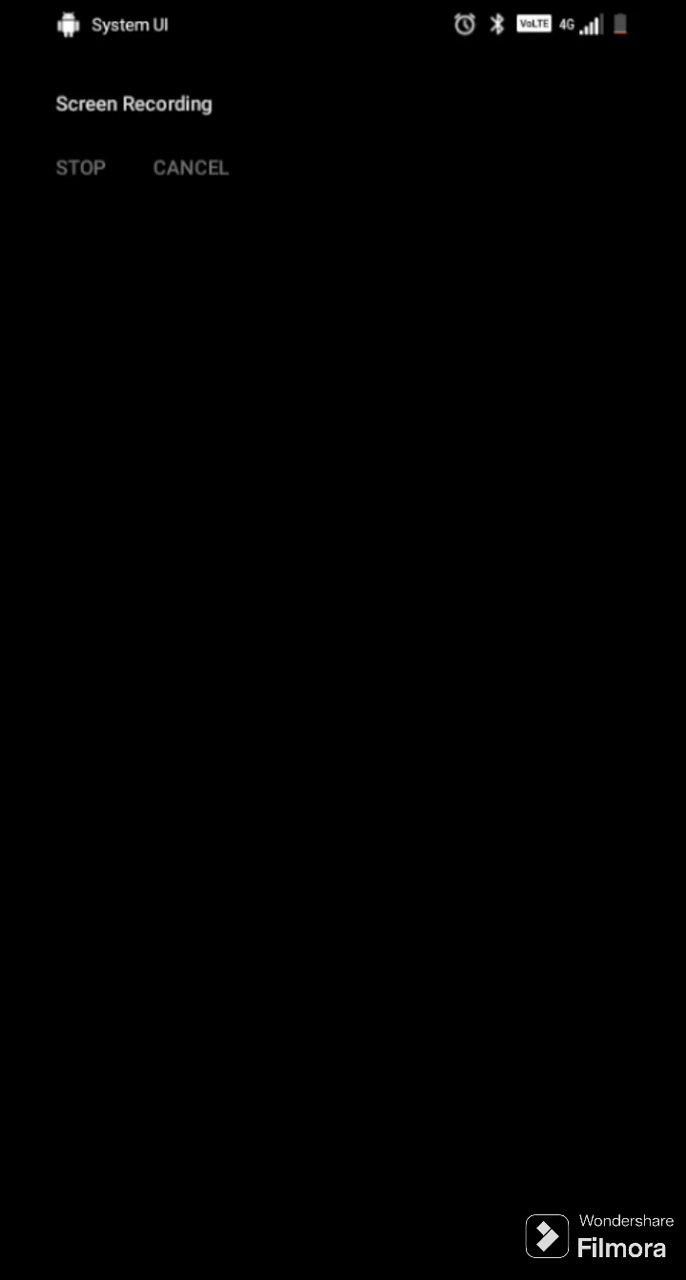 System UI
VoLTE 4G
Screen Recording
STOP CANCEL
Wondershare
Filmora